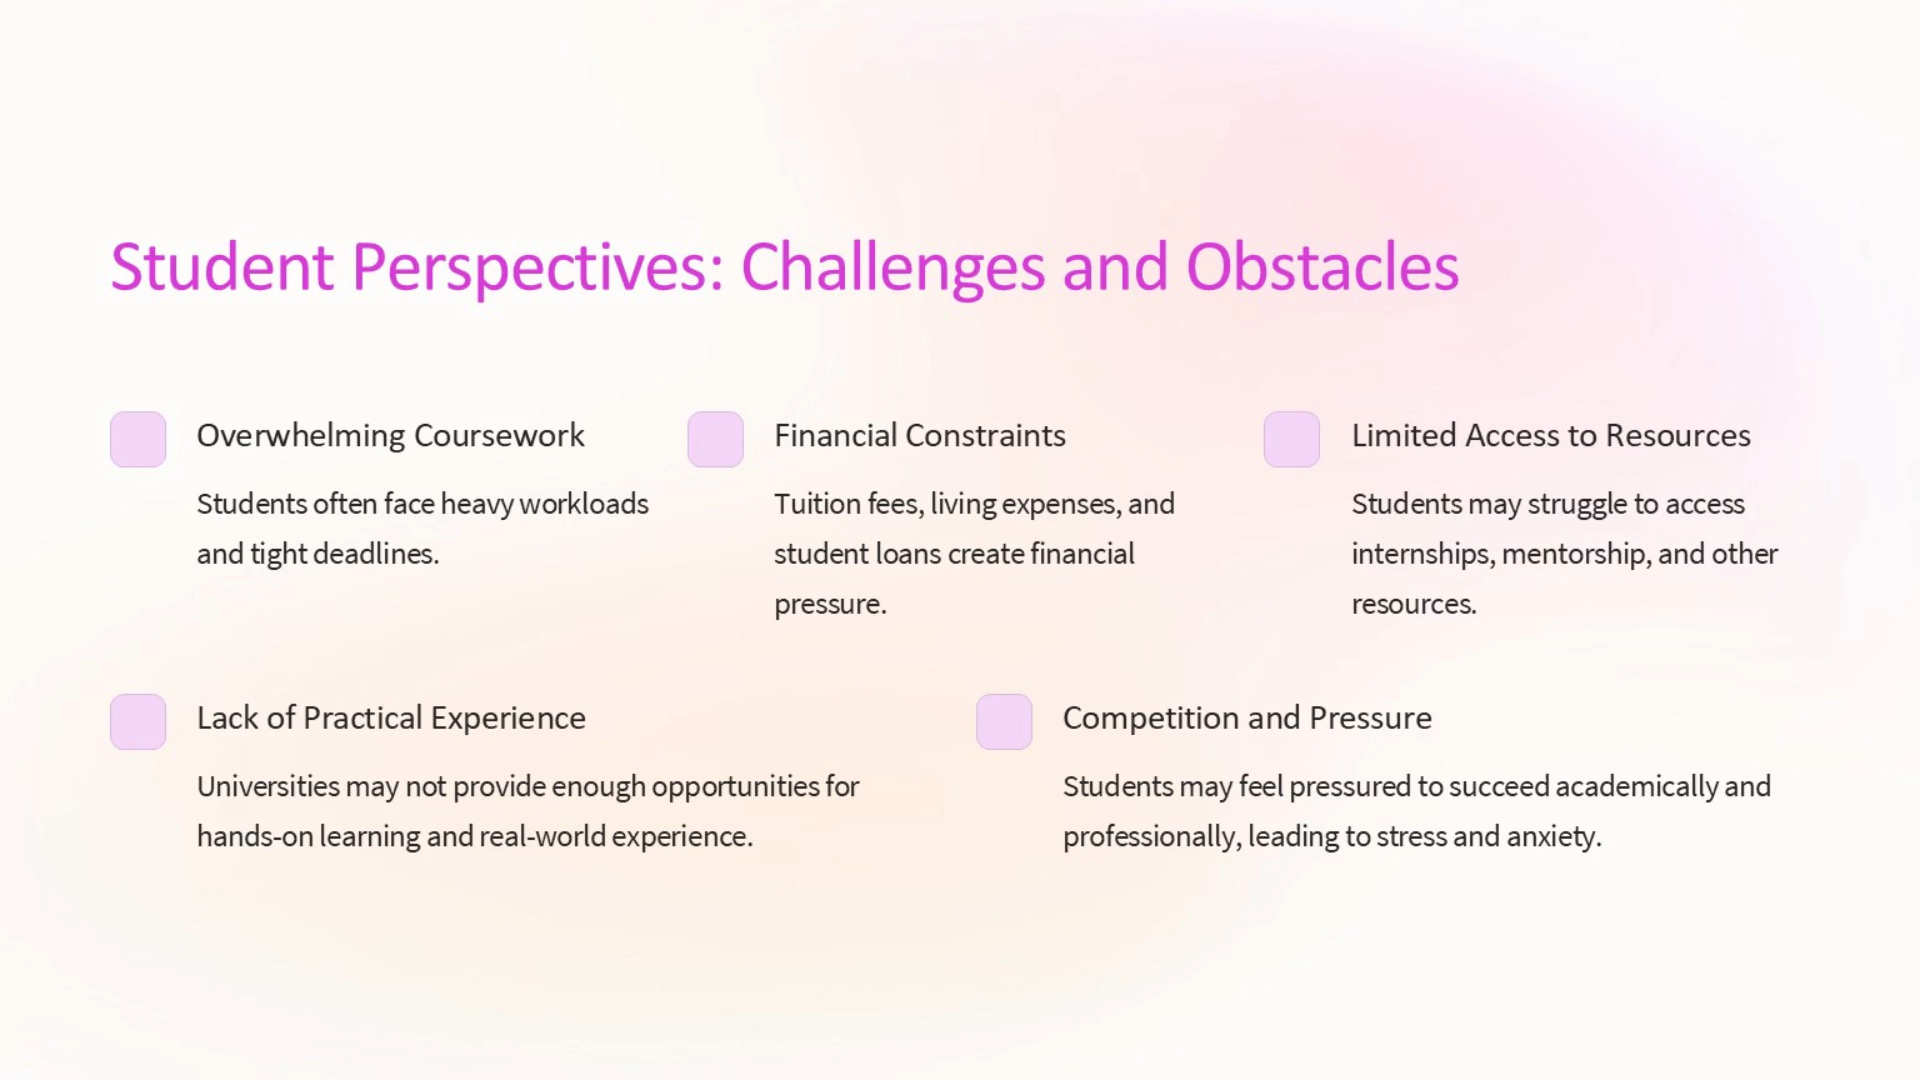 Student Perspectives: Challenges and Obstacles
Overwhelming Coursework
Students often face heavy workloads
and tight deadlines.
Financial Constraints
Tuition fees, living expenses, and
student loans create financial
pressure.
Limited Access to Resources
Students may struggle to access
internships, mentorship, and other
resources.
Lack of Practical Experience
Universities may not provide enough opportunities for
hands-on learning and real-world experience.
Competition and Pressure
Students may feel pressured to succeed academically and
professionally, leading to stress and anxiety.